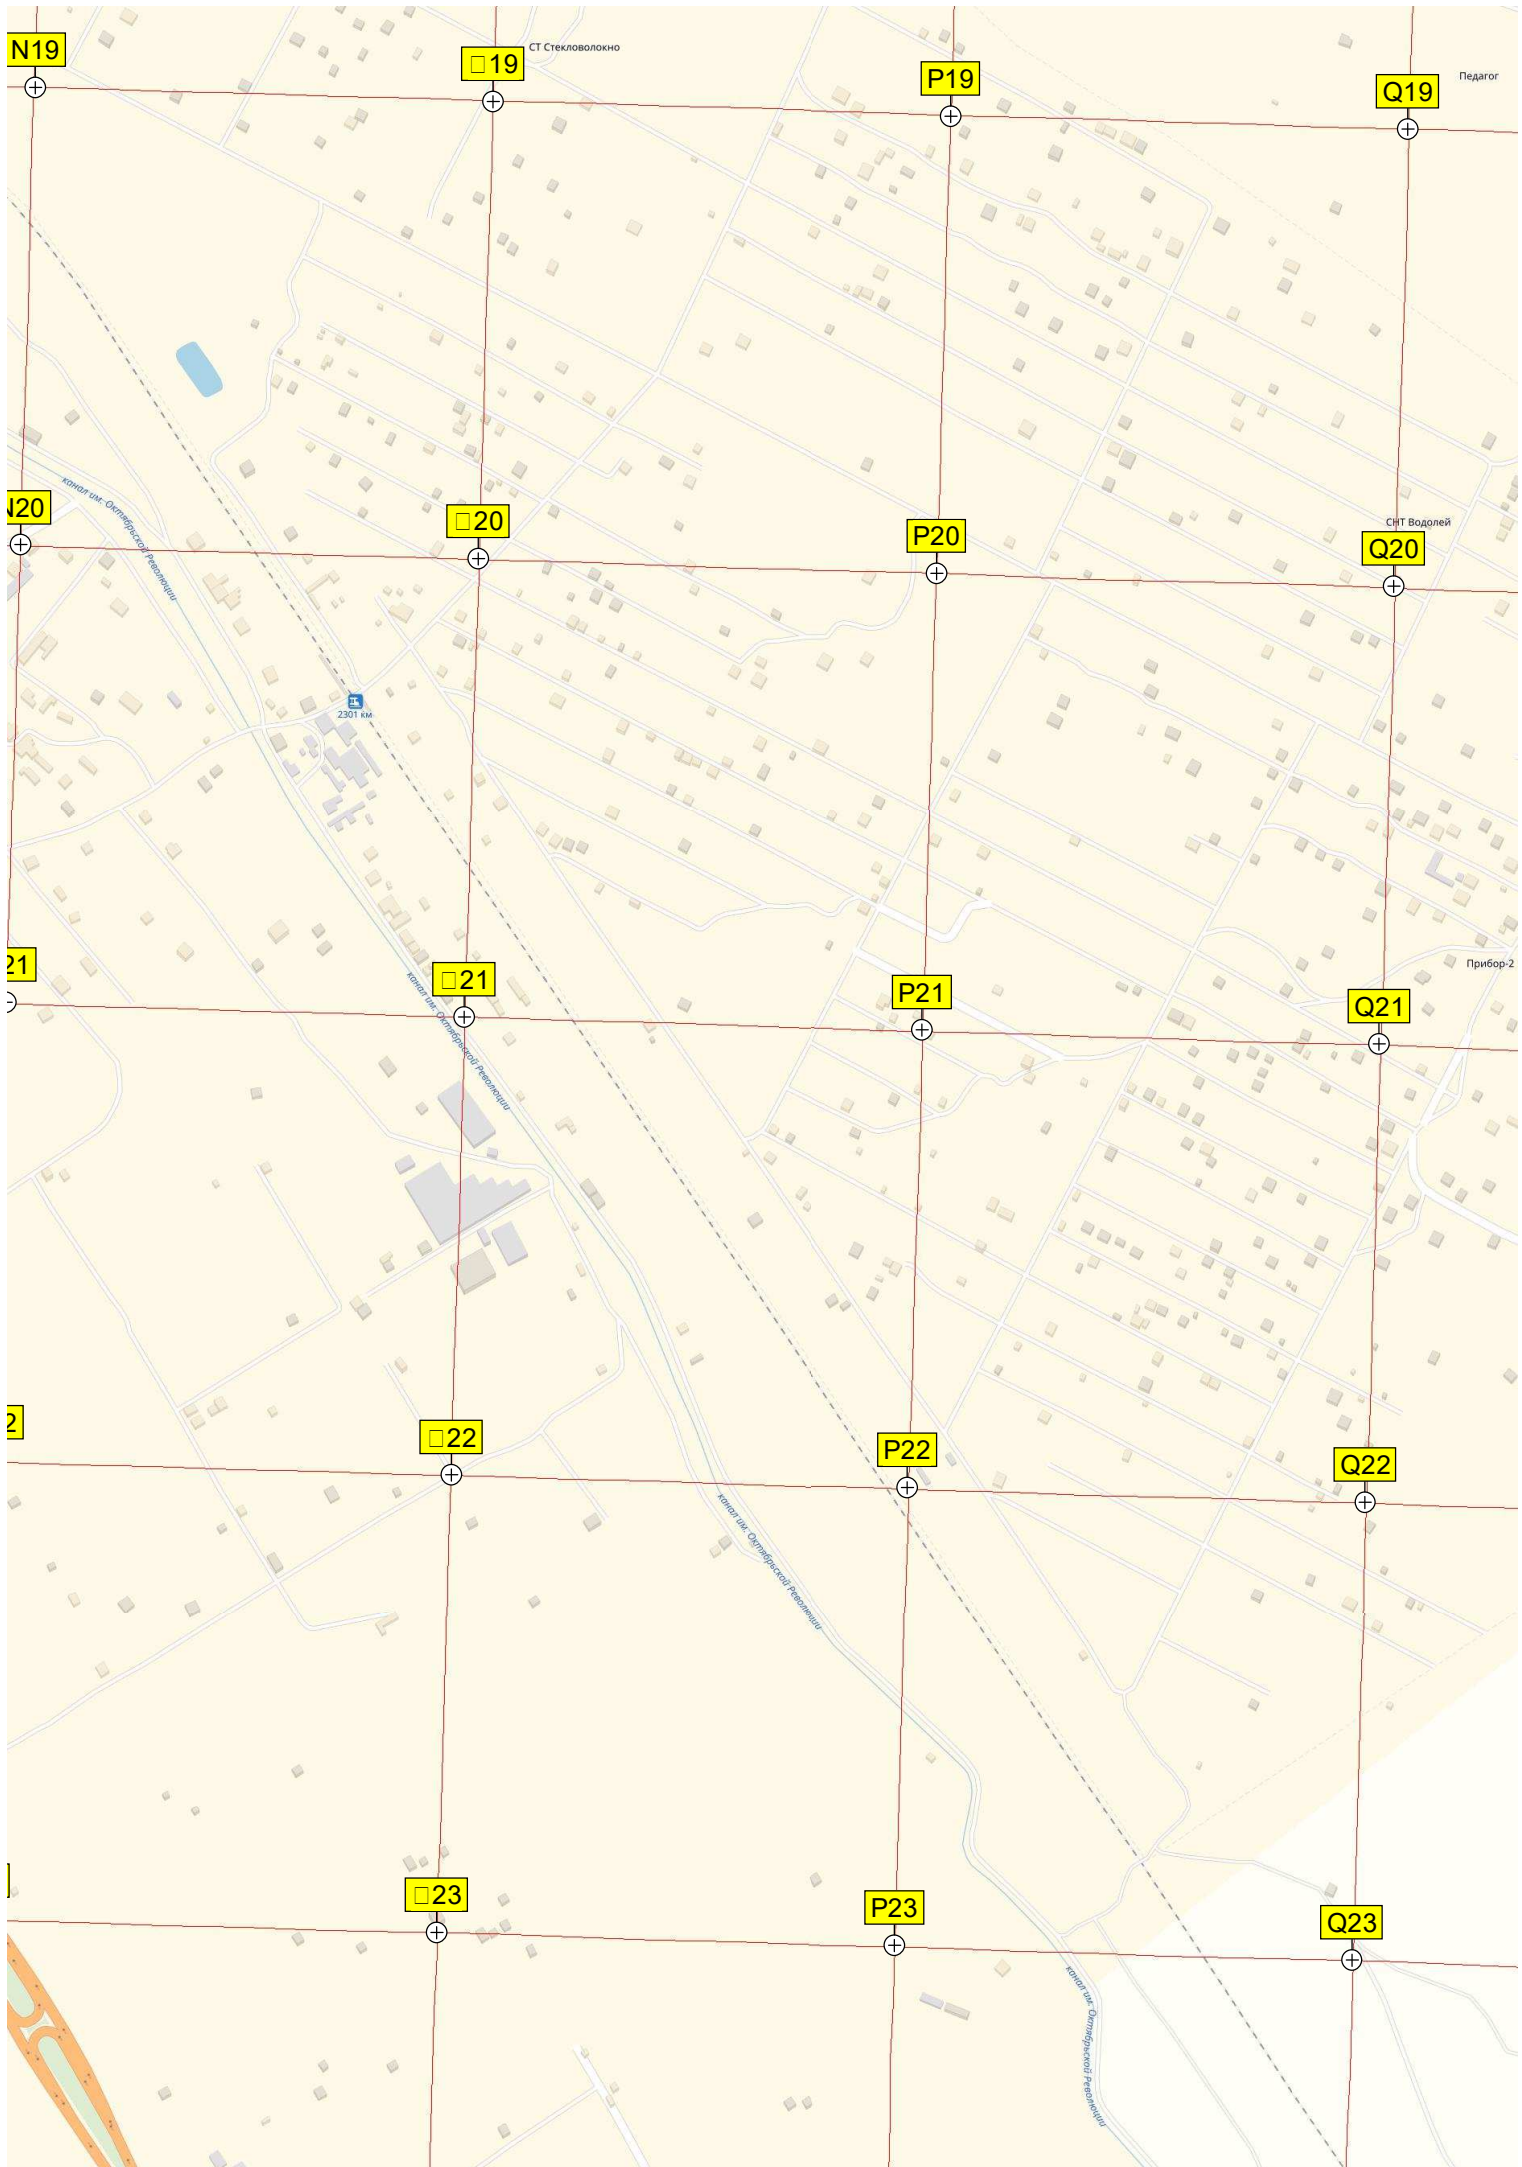 N19
□19
СТ Стекловолокно
P19
Q19
Педагог
канал им. Октябрьской Революции
N20
□20
P20
СНТ Водолей
Q20
2301 км
21
□21
канал им. Октябрьской Революции
P21
Q21
Прибор-2
2
□22
P22
Q22
канал им. Октябрьской Революции
□23
P23
Q23
канал им. Октябрьской Революции